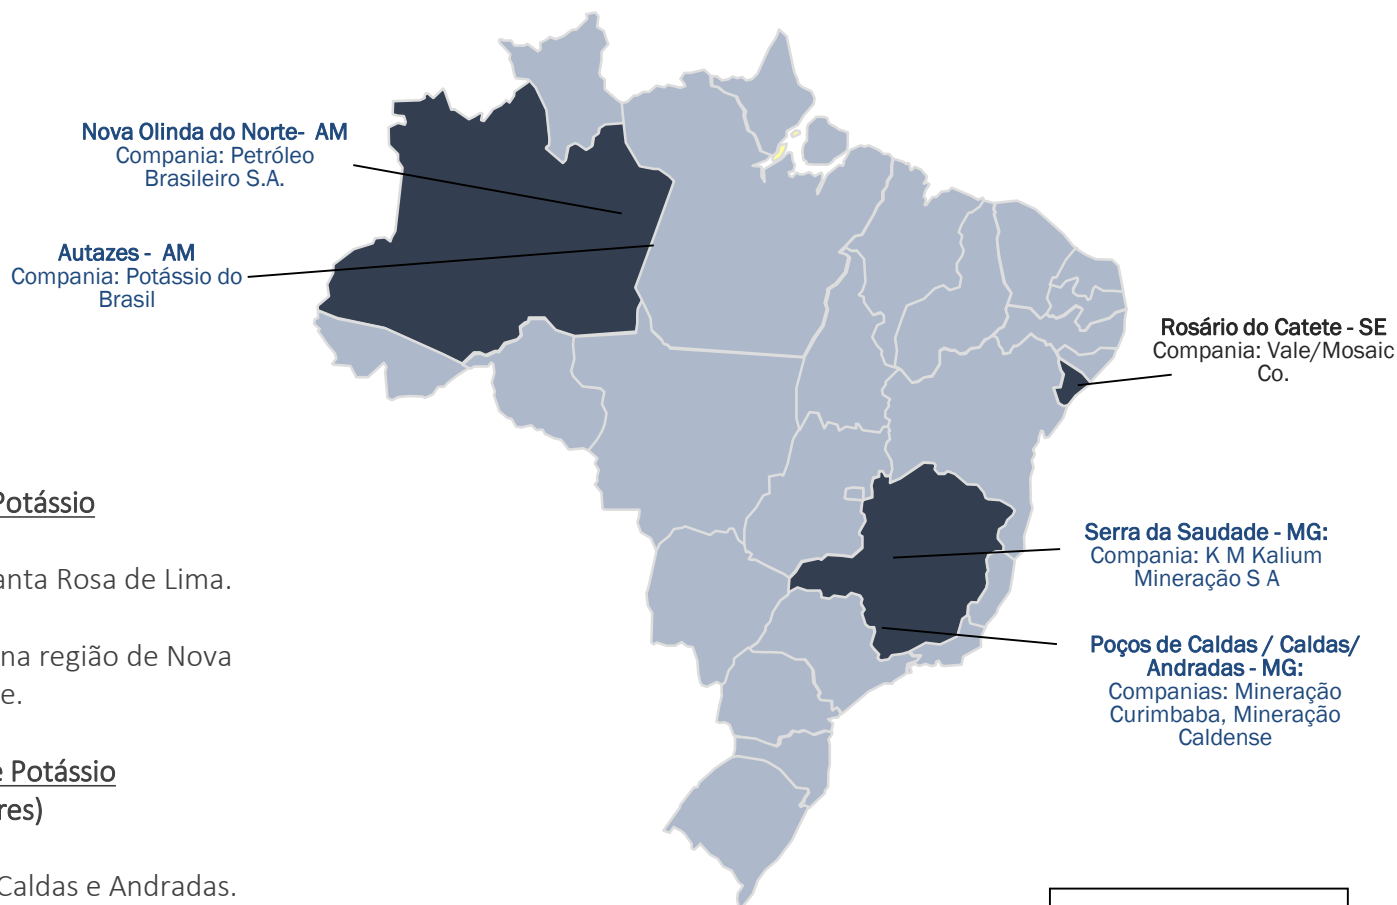 Nova Olinda do Norte- AM
Compania: Petróleo
Brasileiro S.A.
Autazes - AM
Compania: Potássio do
Brasil
Rosário do Catete - SE
Compania: Vale/Mosaic
Co.
Serra da Saudade - MG:
Compania: K M Kalium
Mineração S A
Poços de Caldas / Caldas/
Andradas - MG:
Companias: Mineração
Curimbaba, Mineração
Caldense
Potássio
anta Rosa de Lima.
na região de Nova
e.
e Potássio
res)
Caldas e Andradas.